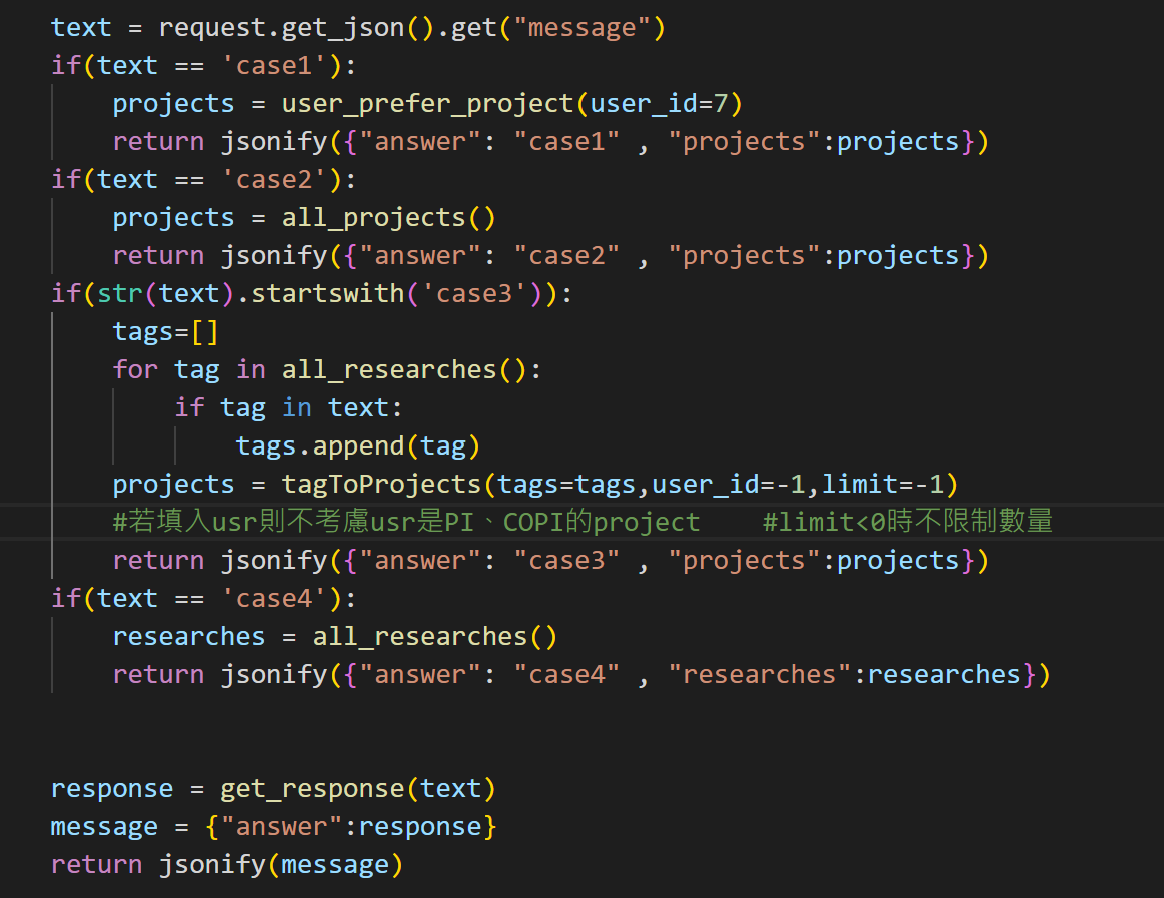 text = request.get_json().get("message")
if(text == 'case1'):
    projects = user_prefer_project(user_id=7)
    return jsonify({"answer": "case1" , "projects":projects})
if(text == 'case2'):
    projects = all_projects()
    return jsonify({"answer": "case2" , "projects":projects})
if(str(text).startswith('case3')):
    tags=[]
    for tag in all_researches():
        if tag in text:
            tags.append(tag)
    projects = tagToProjects(tags=tags,user_id=-1,limit=-1)
    #若填入usr則不考慮usr是PI、COPI的project    #limit<0時不限制數量
    return jsonify({"answer": "case3" , "projects":projects})
if(text == 'case4'):
    researches = all_researches()
    return jsonify({"answer": "case4" , "researches":researches})
response = get_response(text)
message = {"answer":response}
return jsonify(message)